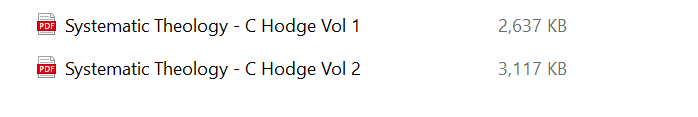 PDF Systematic Theology - C Hodge Vol 1 2,637 KB
PDF Systematic Theology - C Hodge Vol 2 3,117 KB